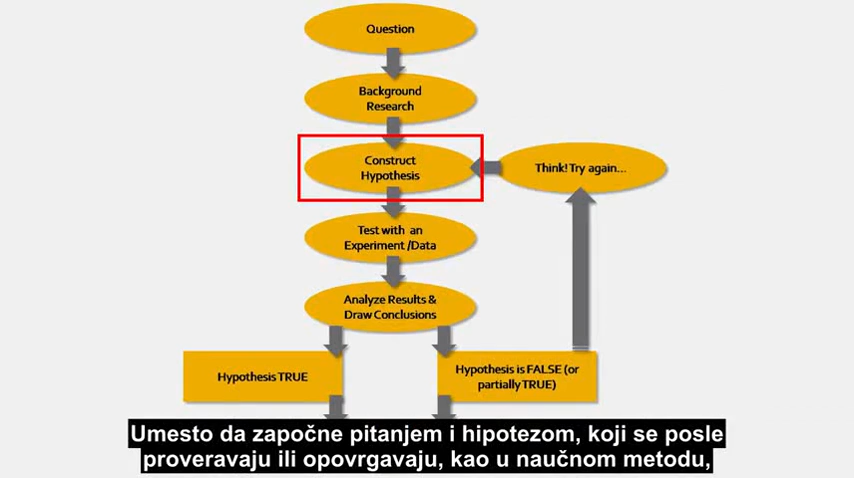 Question
Background
Research
Construct
Hypothesis
Think! Try again...
Test with an
Experiment /Data
Analyze Results &
Draw Conclusions
Hypothesis TRUE
Hypothesis is FALSE (or
partially TRUE)
Umesto da započne pitanjem i hipotezom, koji se posle
proveravaju ili opovrgavaju, kao u naučnom metodu,